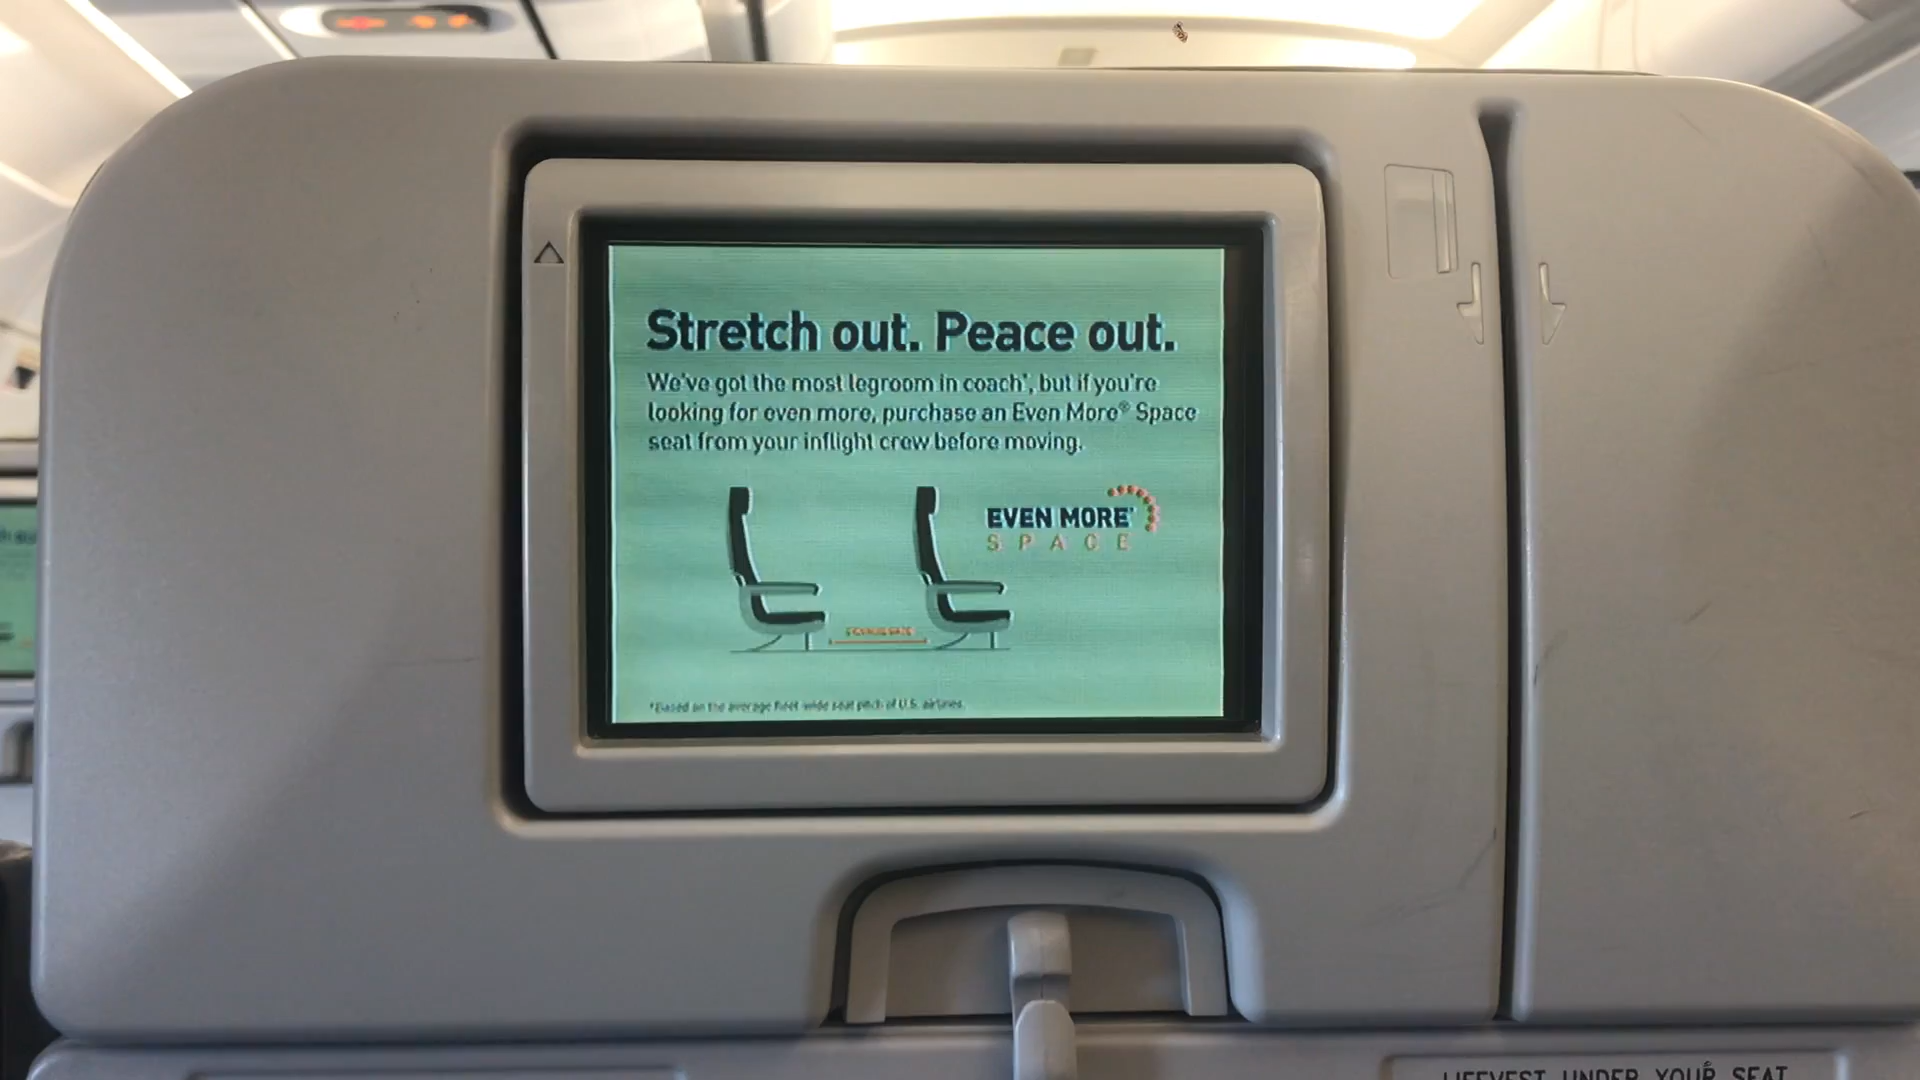 Stretch out. Peace out.
We've got the most legroom in coach*, but if you're
looking for even more, purchase an Even More® Space
seat from your inflight crew before moving.
EVEN MORE®
SPACE
*Based on the average fleet-wide seat pitch of U.S. airlines.
LIFEVEST UNDER YOUR SEAT